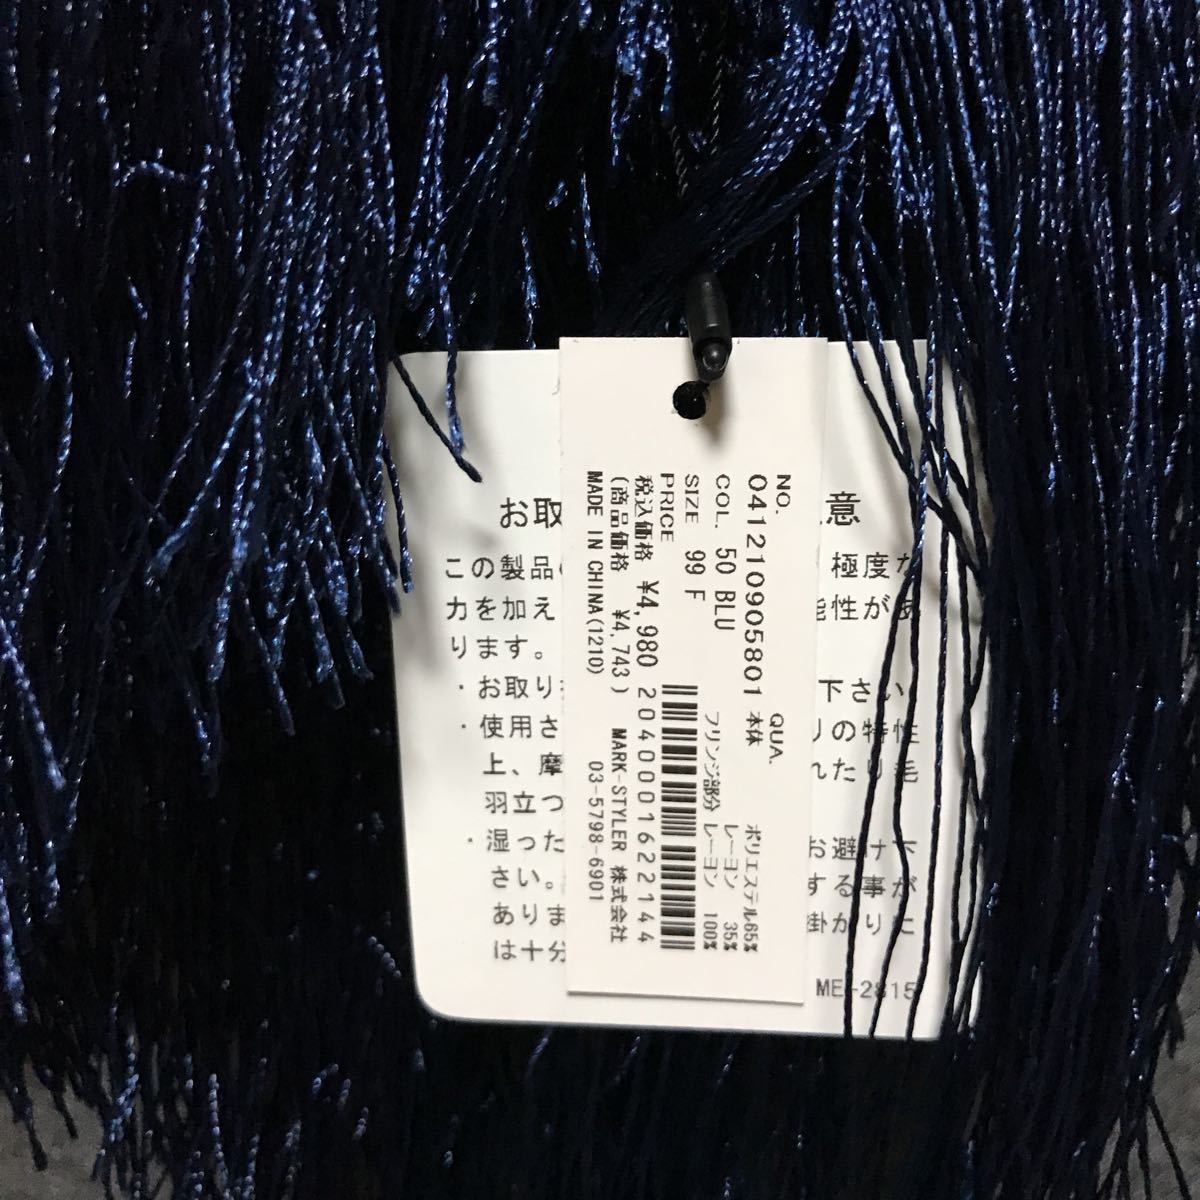 NO.
041210905801
COL. 50 BLU
SIZE 99 F
PRICE
税込価格 ¥4,980
(商品価格 ¥4,743)
MADE IN CHINA(1210)
QUA.
本体 ポリエステル65%
レーヨン 35%
フリンジ部分 レーヨン 100%
2040001622144
MARK-STYLER 株式会社
03-5798-6901
お取 意
この製品 極度な
力を加え 能性があ
ります。
・お取り 下さい。
・使用さ りの特性
上、摩 れたり毛
羽立つ
・湿った お避け下
さい。 する事が
ありま 掛かりに
は十分
ME-2815